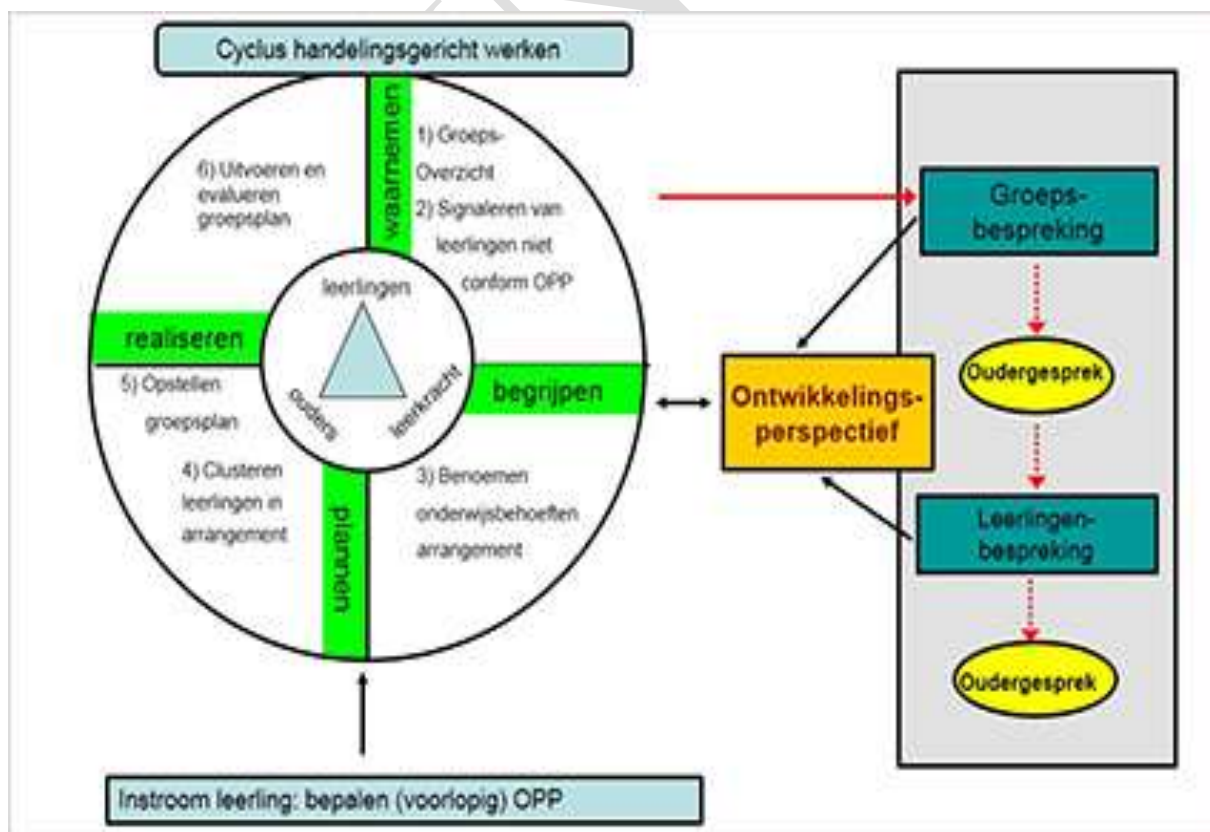 Cyclus handelingsgericht werken
waarnemen
1) Groeps-
Overzicht
2) Signaleren van
leerlingen niet
conform OPP
6) Uitvoeren en
evalueren
groepsplan
leerlingen
ouders
leerkracht
realiseren
begrijpen
5) Opstellen
groepsplan
4) Clusteren
leerlingen in
arrangement
plannen
3) Benoemen
onderwijsbehoeften
arrangement
Instroom leerling: bepalen (voorlopig) OPP
Ontwikkelings-
perspectief
Groeps-
bespreking
Oudergesprek
Leerlingen-
bespreking
Oudergesprek